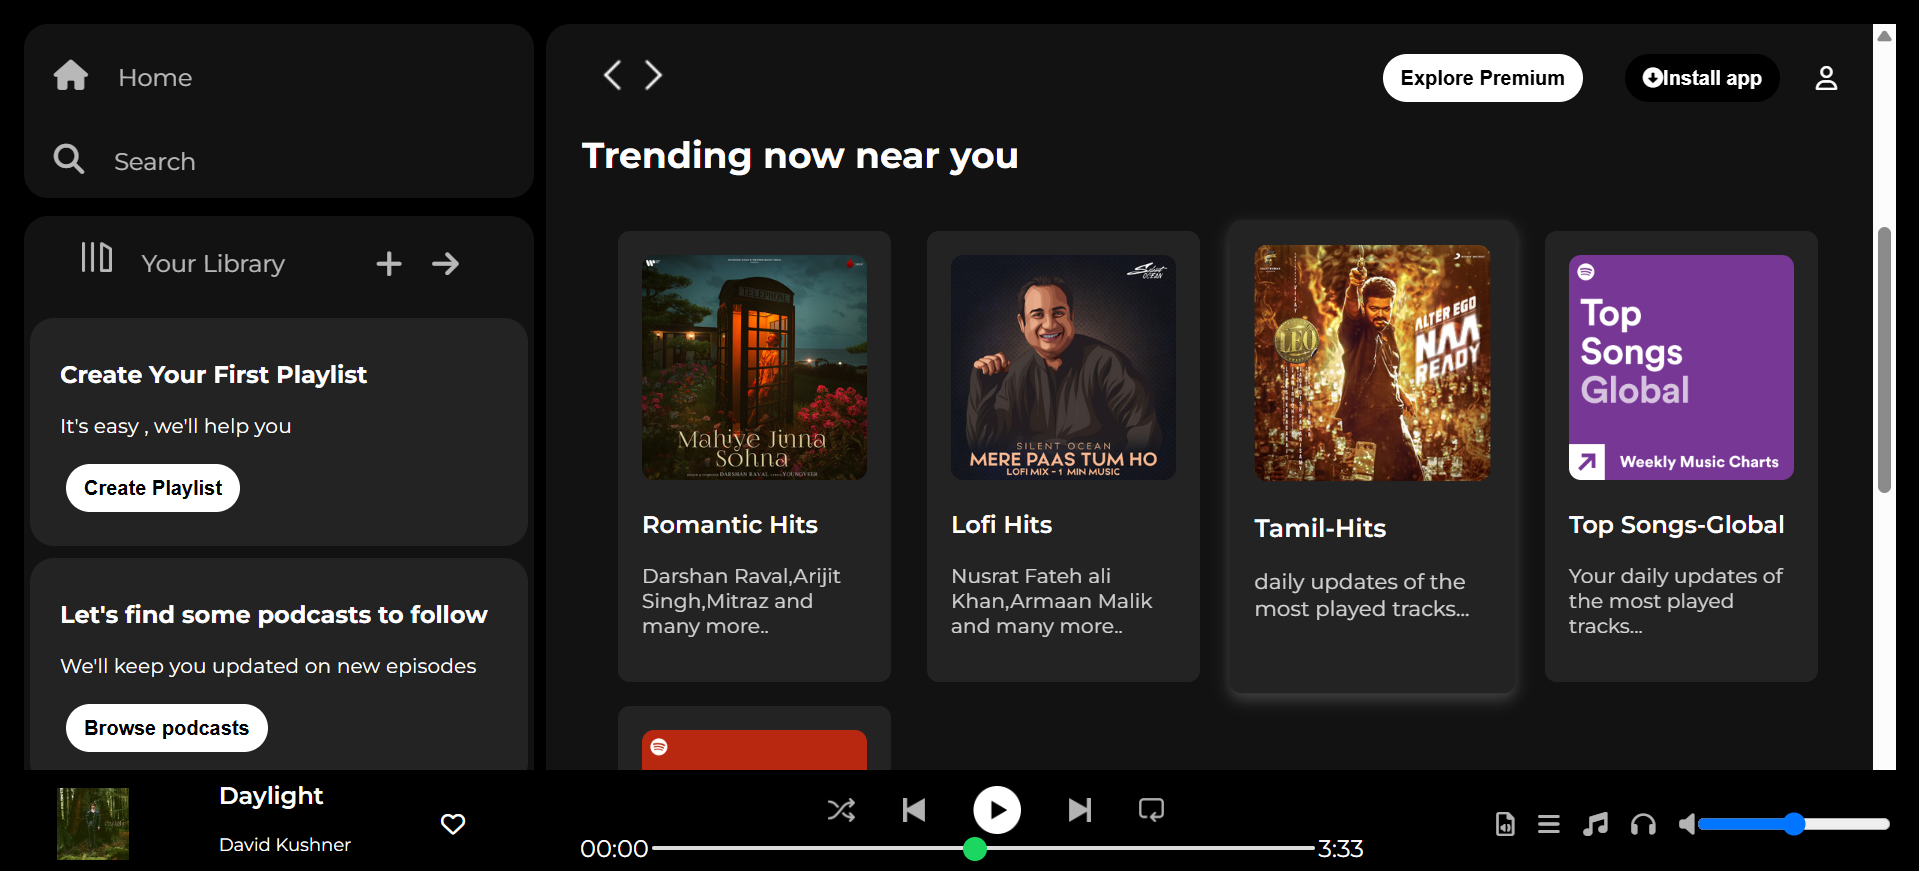 Home
Search
Your Library
Create Your First Playlist
It's easy , we'll help you
Create Playlist
Let's find some podcasts to follow
We'll keep you updated on new episodes
Browse podcasts
Explore Premium
Install app
Trending now near you
TELEPHONE
Mahiye Jinna
Sohna
Romantic Hits
Darshan Raval,Arijit
Singh,Mitraz and
many more..
Silent
OCEAN
SILENT OCEAN
MERE PAAS TUM HO
LOFI MIX - 1 MIN MUSIC
Lofi Hits
Nusrat Fateh ali
Khan,Armaan Malik
and many more..
LEO
ALTER EGO
NAA
READY
Tamil-Hits
daily updates of the
most played tracks...
Top
Songs
Global
Weekly Music Charts
Top Songs-Global
Your daily updates of
the most played
tracks...
Daylight
David Kushner
00:00
3:33